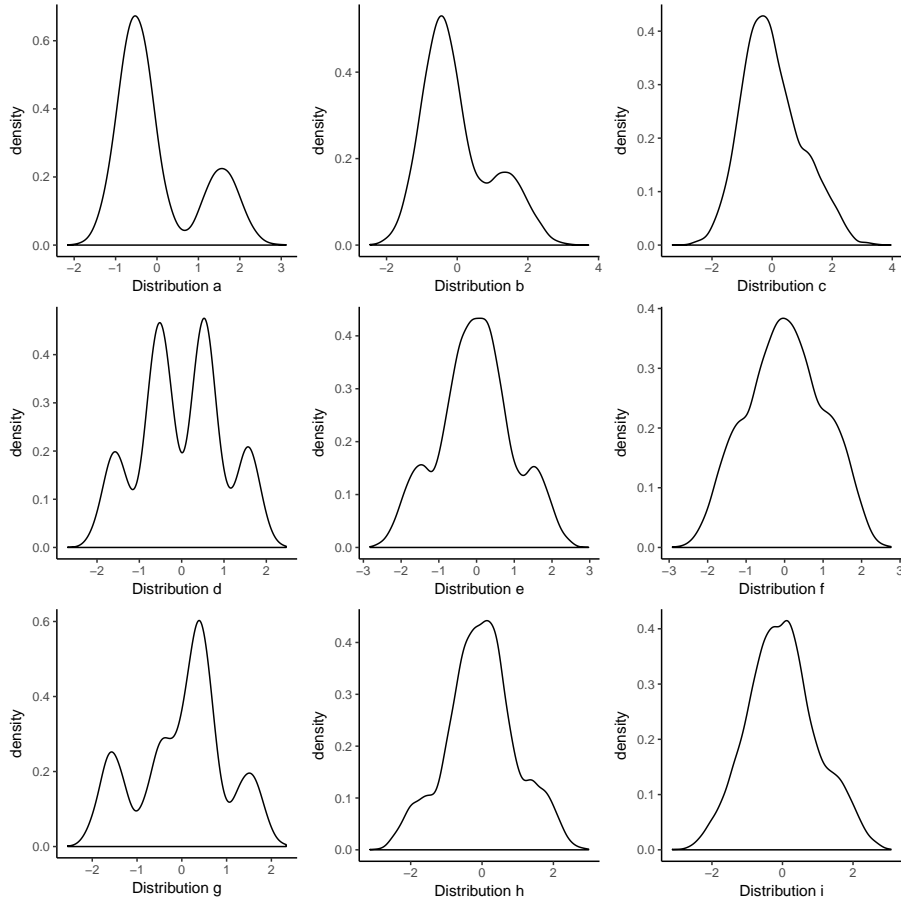 density
0.6
0.4
0.2
0.0
−2 −1 0 1 2 3
Distribution a
density
0.4
0.2
0.0
−2 0 2 4
Distribution b
density
0.4
0.3
0.2
0.1
0.0
−2 0 2 4
Distribution c
density
0.4
0.3
0.2
0.1
0.0
−2 −1 0 1 2
Distribution d
density
0.4
0.3
0.2
0.1
0.0
−3 −2 −1 0 1 2 3
Distribution e
density
0.4
0.3
0.2
0.1
0.0
−3 −2 −1 0 1 2 3
Distribution f
density
0.6
0.4
0.2
0.0
−2 −1 0 1 2
Distribution g
density
0.4
0.3
0.2
0.1
0.0
−2 0 2
Distribution h
density
0.4
0.3
0.2
0.1
0.0
−2 0 2
Distribution i